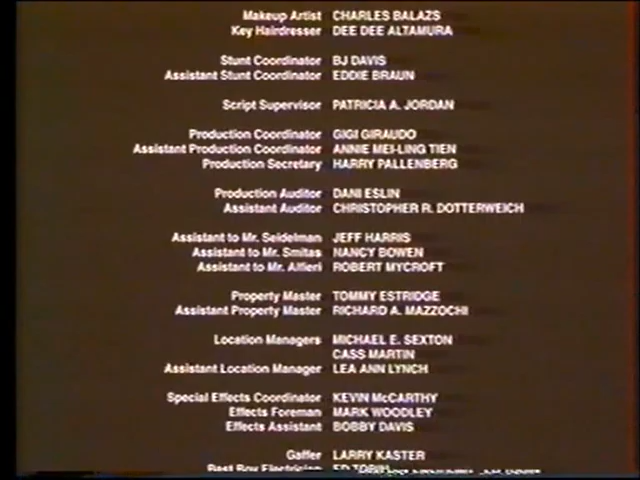 Makeup Artist CHARLES BALAZS
Key Hairdresser DEE DEE ALTAMURA
Stunt Coordinator BJ DAVIS
Assistant Stunt Coordinator EDDIE BRAUN
Script Supervisor PATRICIA A. JORDAN
Production Coordinator GIGI GIRAUDO
Assistant Production Coordinator ANNIE MEI-LING TIEN
Production Secretary HARRY PALLENBERG
Production Auditor DANI ESLIN
Assistant Auditor CHRISTOPHER R. DOTTERWEICH
Assistant to Mr. Seidelman JEFF HARRIS
Assistant to Mr. Smitas NANCY BOWEN
Assistant to Mr. Alfieri ROBERT MYCROFT
Property Master TOMMY ESTRIDGE
Assistant Property Master RICHARD A. MAZZOCHI
Location Managers MICHAEL E. SEXTON
CASS MARTIN
Assistant Location Manager LEA ANN LYNCH
Special Effects Coordinator KEVIN McCARTHY
Effects Foreman MARK WOODLEY
Effects Assistant BOBBY DAVIS
Gaffer LARRY KASTER
Best Boy Electrician ED